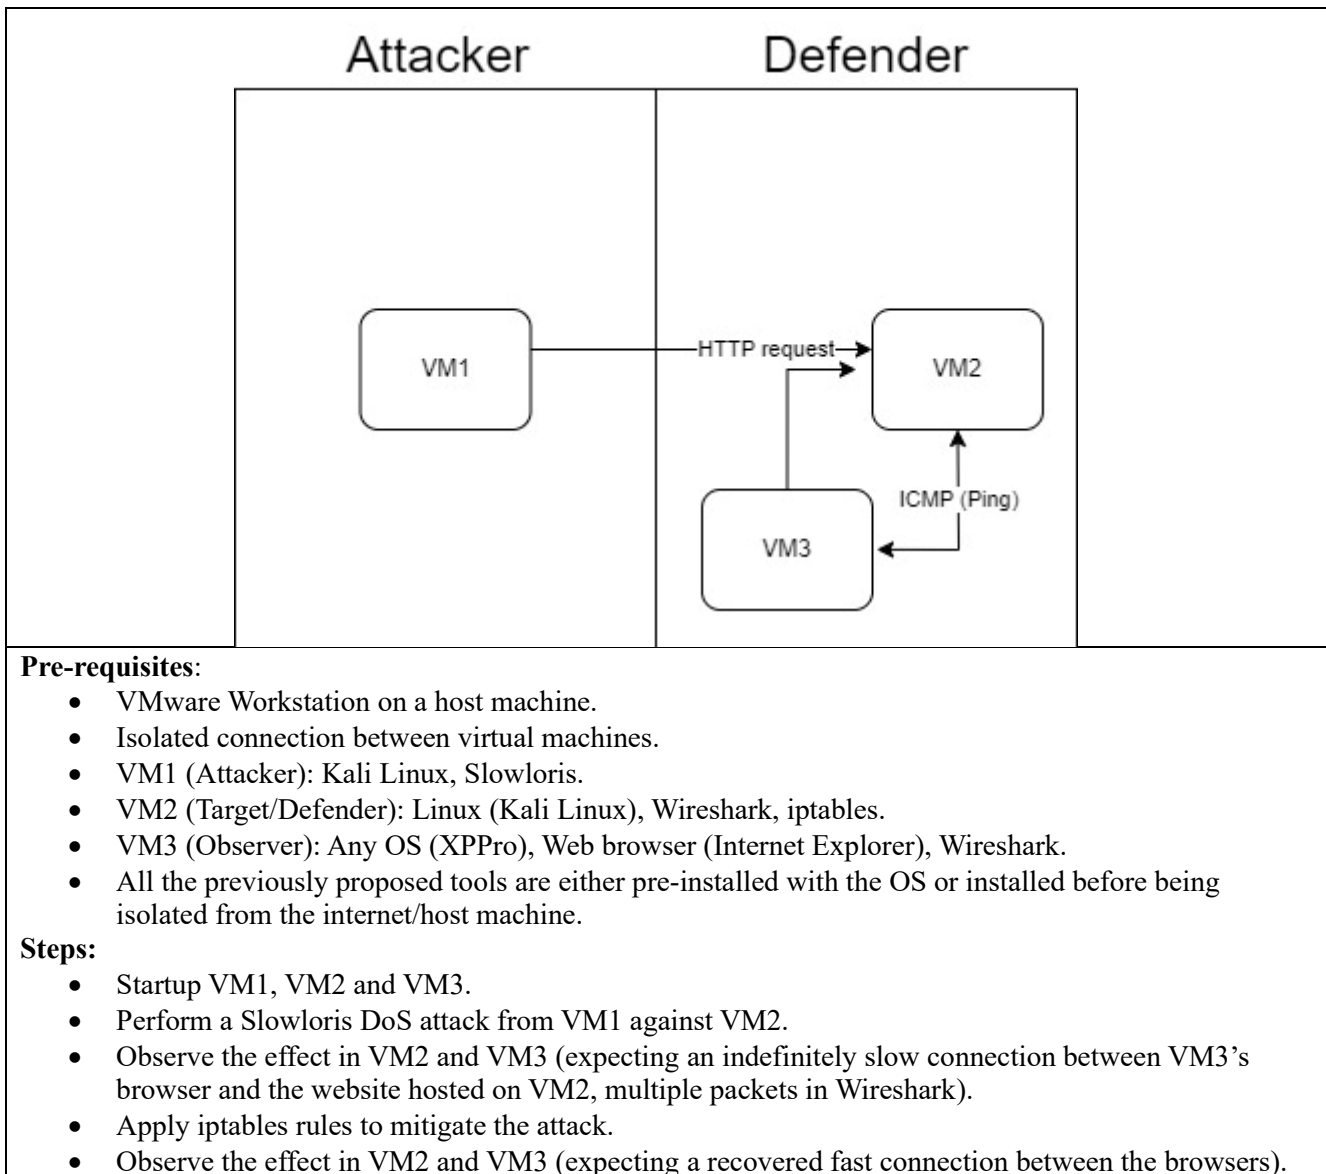 Attacker
Defender
VM1
HTTP request
VM2
ICMP (Ping)
VM3
Pre-requisites:
• VMware Workstation on a host machine.
• Isolated connection between virtual machines.
• VM1 (Attacker): Kali Linux, Slowloris.
• VM2 (Target/Defender): Linux (Kali Linux), Wireshark, iptables.
• VM3 (Observer): Any OS (XPPro), Web browser (Internet Explorer), Wireshark.
• All the previously proposed tools are either pre-installed with the OS or installed before being
isolated from the internet/host machine.
Steps:
• Startup VM1, VM2 and VM3.
• Perform a Slowloris DoS attack from VM1 against VM2.
• Observe the effect in VM2 and VM3 (expecting an indefinitely slow connection between VM3’s
browser and the website hosted on VM2, multiple packets in Wireshark).
• Apply iptables rules to mitigate the attack.
• Observe the effect in VM2 and VM3 (expecting a recovered fast connection between the browsers).